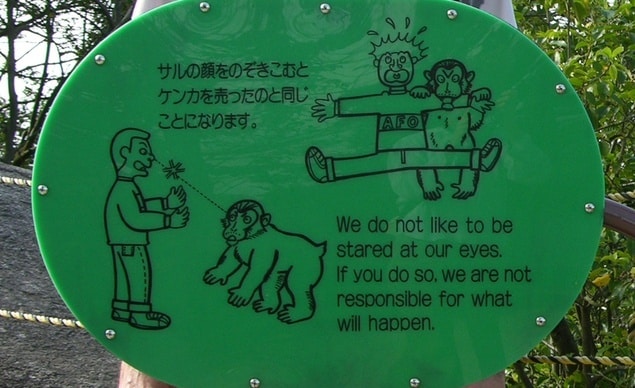 サルの顔をのぞきこむと
ケンカを売ったのと同じ
ことになります。
AFO
We do not like to be
stared at our eyes.
If you do so, we are not
responsible for what
will happen.